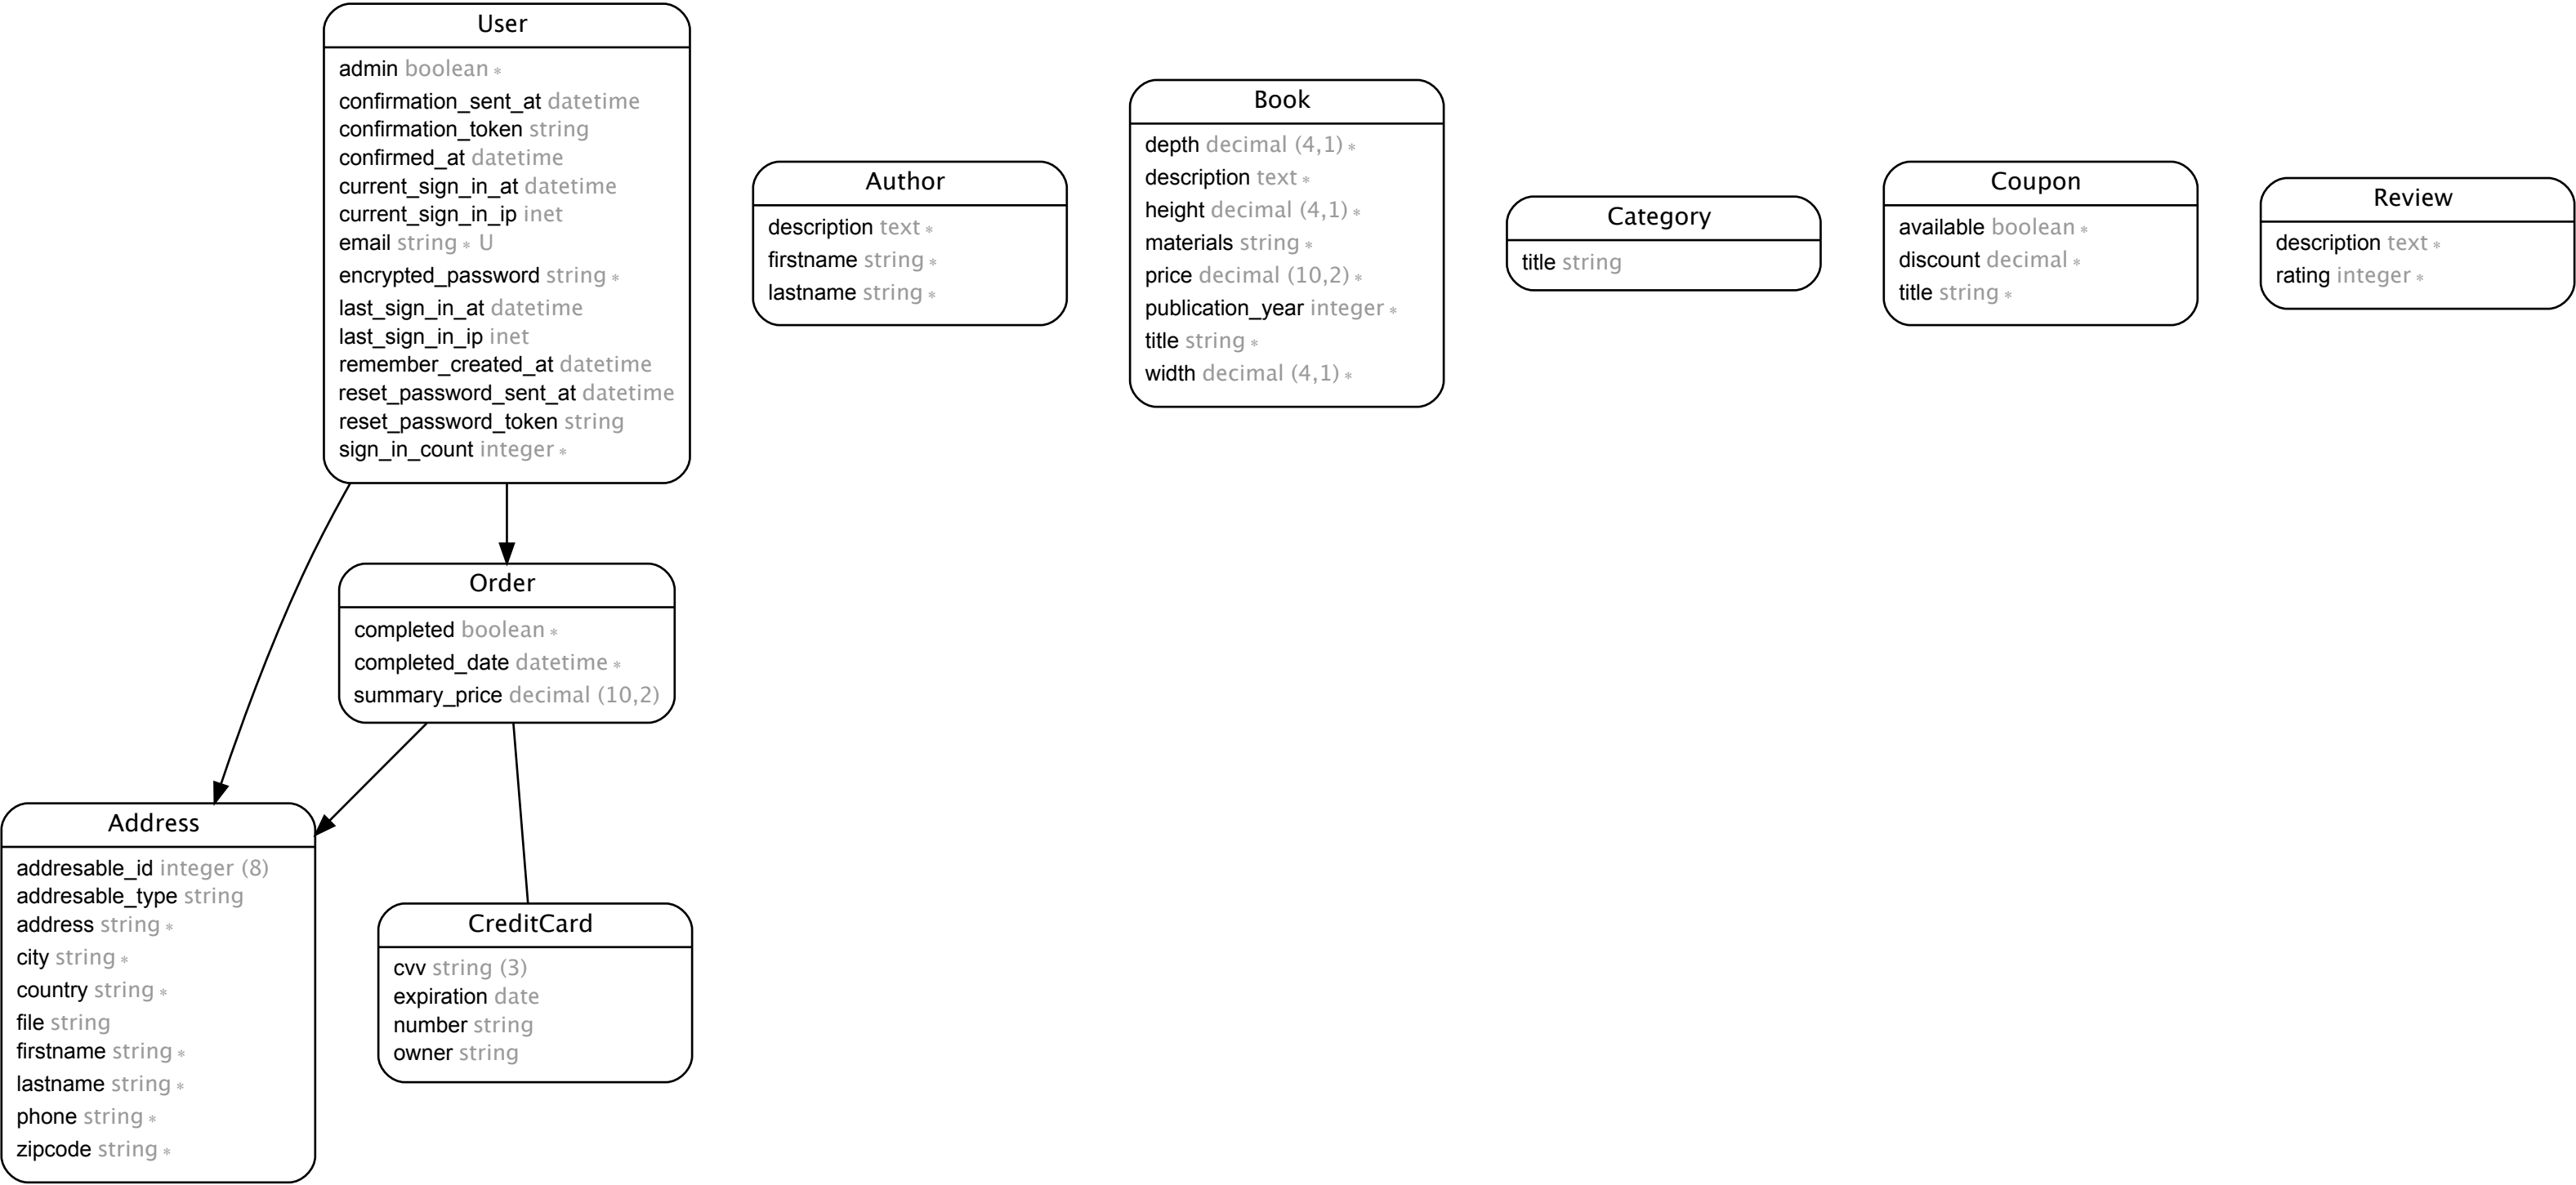 User
admin boolean *
confirmation_sent_at datetime
confirmation_token string
confirmed_at datetime
current_sign_in_at datetime
current_sign_in_ip inet
email string * U
encrypted_password string *
last_sign_in_at datetime
last_sign_in_ip inet
remember_created_at datetime
reset_password_sent_at datetime
reset_password_token string
sign_in_count integer *
Author
description text *
firstname string *
lastname string *
Book
depth decimal (4,1) *
description text *
height decimal (4,1) *
materials string *
price decimal (10,2) *
publication_year integer *
title string *
width decimal (4,1) *
Category
title string
Coupon
available boolean *
discount decimal *
title string *
Review
description text *
rating integer *
Order
completed boolean *
completed_date datetime *
summary_price decimal (10,2)
Address
addresable_id integer (8)
addresable_type string
address string *
city string *
country string *
file string
firstname string *
lastname string *
phone string *
zipcode string *
CreditCard
cvv string (3)
expiration date
number string
owner string